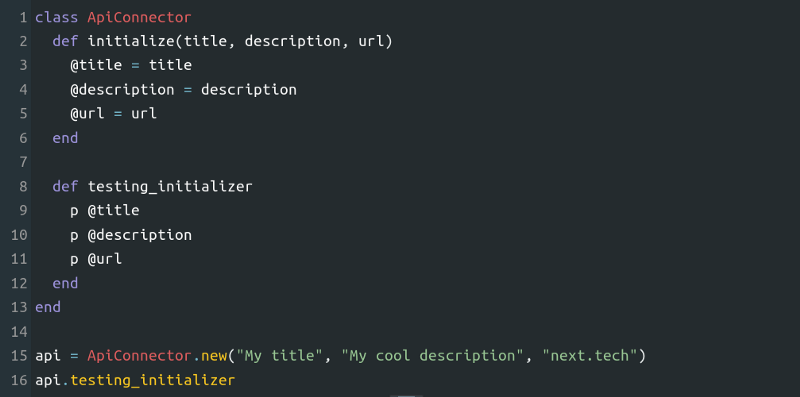 1 class ApiConnector
2   def initialize(title, description, url)
3     @title = title
4     @description = description
5     @url = url
6   end
7
8   def testing_initializer
9     p @title
10     p @description
11     p @url
12   end
13 end
14
15 api = ApiConnector.new("My title", "My cool description", "next.tech")
16 api.testing_initializer